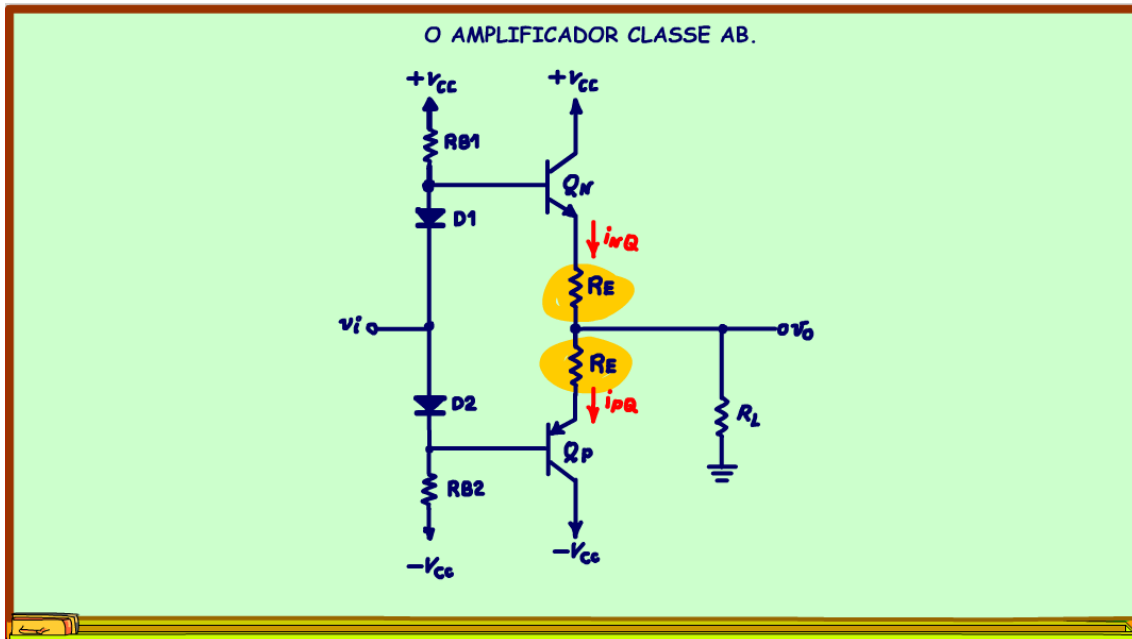 O AMPLIFICADOR CLASSE AB.
+VCC
+VCC
RB1
QN
D1
iNQ
RE
vi
vo
RE
D2
iPQ
RL
QP
RB2
-VCC
-VCC